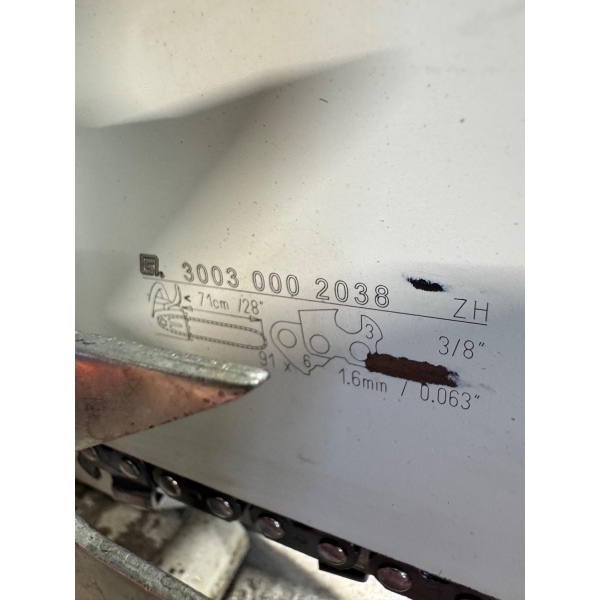 3003 000 2038 ZH
< 71cm /28"
3
3/8"
91 x 6
1.6mm / 0.063"